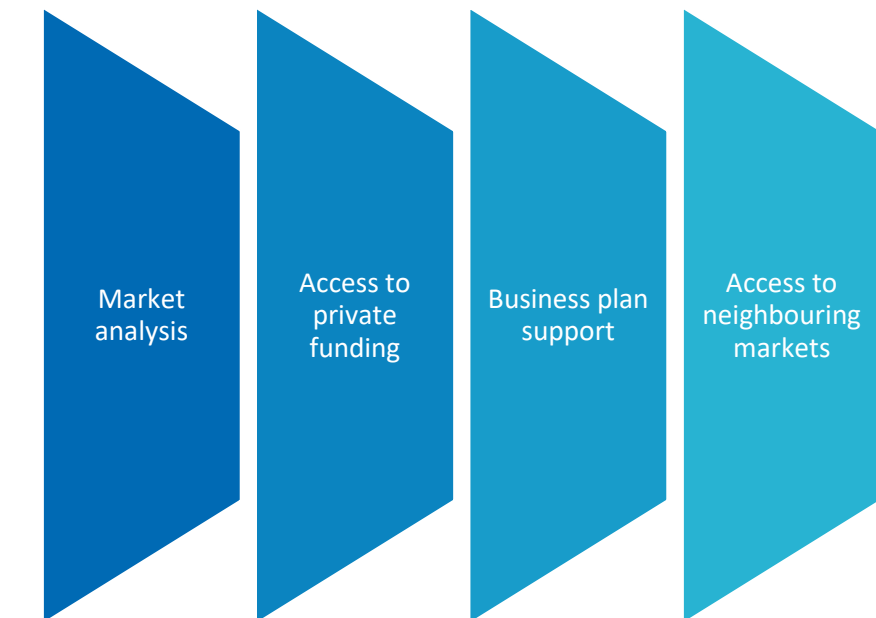 Market
analysis
Access to
private
funding
Business plan
support
Access to
neighbouring
markets